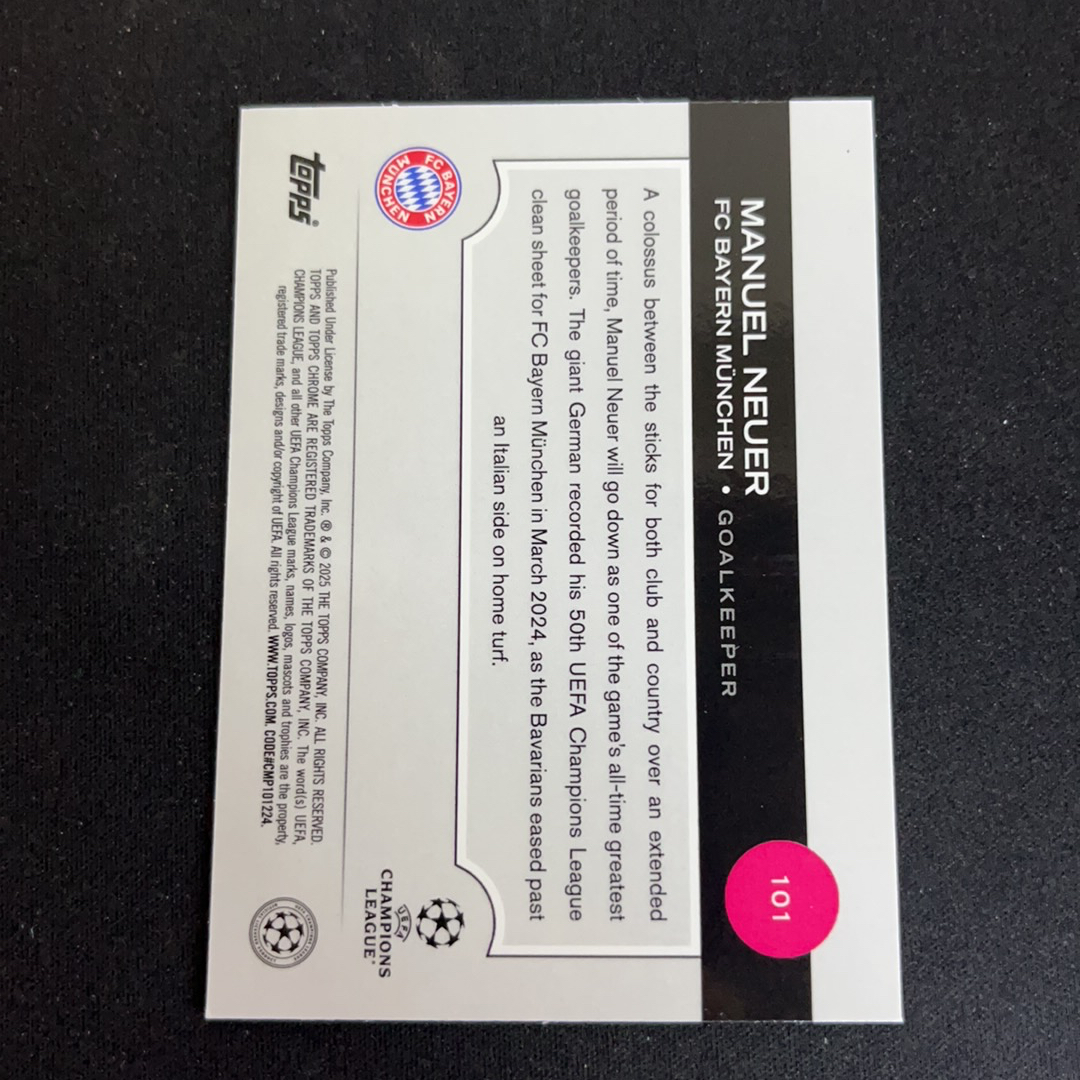 MANUEL NEUER
FC BAYERN MÜNCHEN • GOALKEEPER
101
A colossus between the sticks for both club and country over an extended
period of time, Manuel Neuer will go down as one of the game's all-time greatest
goalkeepers. The giant German recorded his 50th UEFA Champions League
clean sheet for FC Bayern München in March 2024, as the Bavarians eased past
an Italian side on home turf.
FC BAYERN
MÜNCHEN
UEFA
CHAMPIONS
LEAGUE®
topps®
Published Under License by The Topps Company, Inc. ® & © 2025 THE TOPPS COMPANY, INC. ALL RIGHTS RESERVED.
TOPPS AND TOPPS CHROME ARE REGISTERED TRADEMARKS OF THE TOPPS COMPANY, INC. The word(s) UEFA,
CHAMPIONS LEAGUE, and all other UEFA Champions League marks, names, logos, mascots and trophies are the property,
registered trade marks, designs and/or copyright of UEFA. All rights reserved. WWW.TOPPS.COM. CODE#CMP101224.